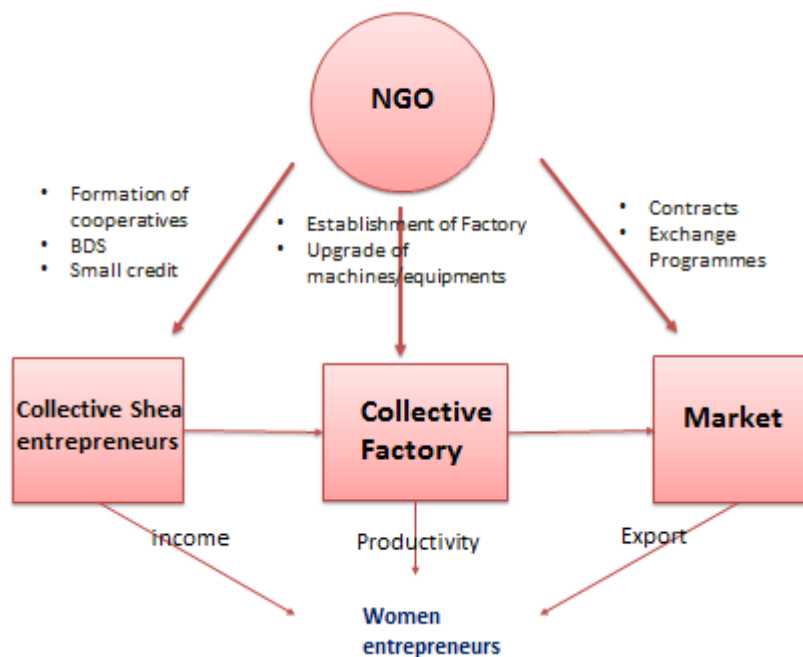 NGO
• Formation of
cooperatives
• BDS
• Small credit
• Establishment of Factory
• Upgrade of
machines/equipments
• Contracts
• Exchange
Programmes
Collective Shea
entrepreneurs
Collective
Factory
Market
income
Productivity
Export
Women
entrepreneurs